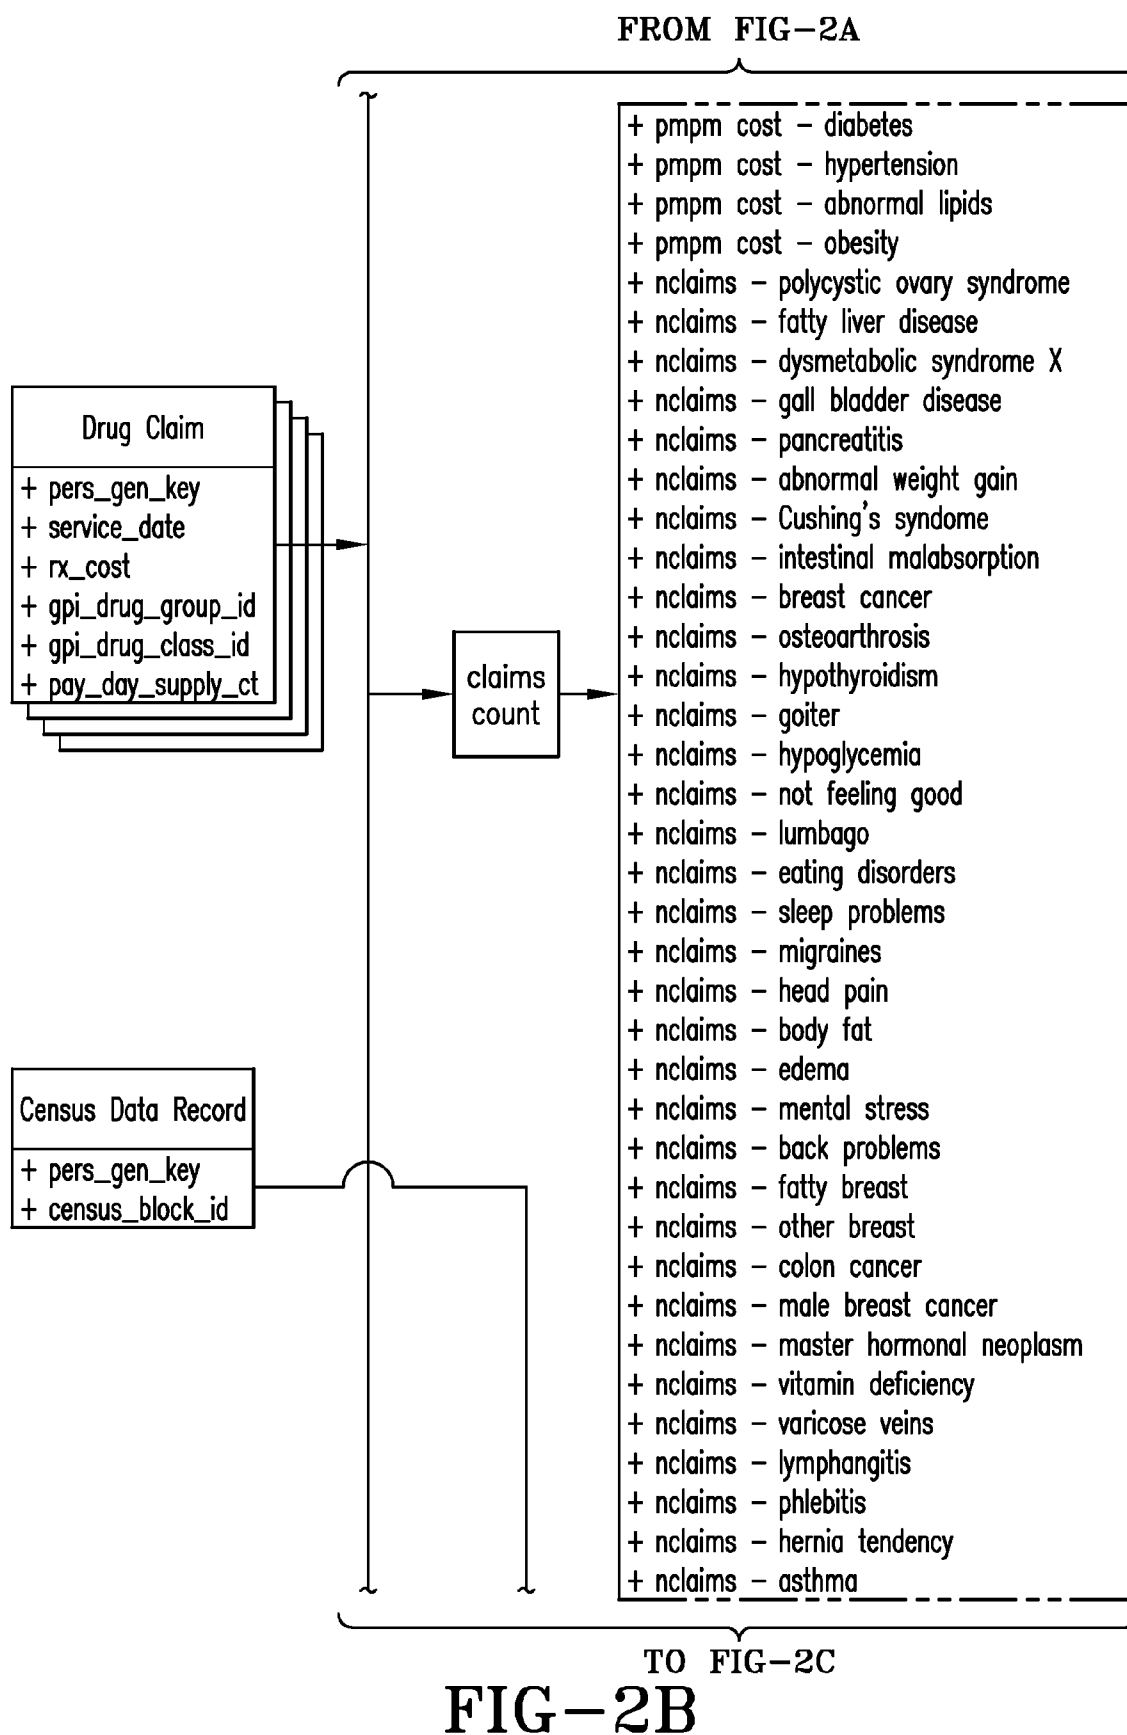 FROM FIG-2A
Drug Claim
+ pers_gen_key
+ service_date
+ rx_cost
+ gpi_drug_group_id
+ gpi_drug_class_id
+ pay_day_supply_ct
Census Data Record
+ pers_gen_key
+ census_block_id
claims
count
+ pmpm cost – diabetes
+ pmpm cost – hypertension
+ pmpm cost – abnormal lipids
+ pmpm cost – obesity
+ nclaims – polycystic ovary syndrome
+ nclaims – fatty liver disease
+ nclaims – dysmetabolic syndrome X
+ nclaims – gall bladder disease
+ nclaims – pancreatitis
+ nclaims – abnormal weight gain
+ nclaims – Cushing's syndome
+ nclaims – intestinal malabsorption
+ nclaims – breast cancer
+ nclaims – osteoarthrosis
+ nclaims – hypothyroidism
+ nclaims – goiter
+ nclaims – hypoglycemia
+ nclaims – not feeling good
+ nclaims – lumbago
+ nclaims – eating disorders
+ nclaims – sleep problems
+ nclaims – migraines
+ nclaims – head pain
+ nclaims – body fat
+ nclaims – edema
+ nclaims – mental stress
+ nclaims – back problems
+ nclaims – fatty breast
+ nclaims – other breast
+ nclaims – colon cancer
+ nclaims – male breast cancer
+ nclaims – master hormonal neoplasm
+ nclaims – vitamin deficiency
+ nclaims – varicose veins
+ nclaims – lymphangitis
+ nclaims – phlebitis
+ nclaims – hernia tendency
+ nclaims – asthma
TO FIG-2C
FIG-2B